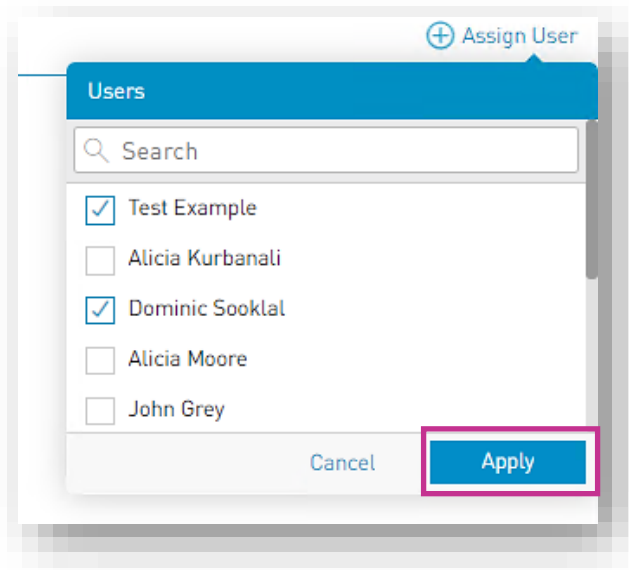 Assign User
Users
Search
Test Example
Alicia Kurbanali
Dominic Sooklal
Alicia Moore
John Grey
Cancel Apply